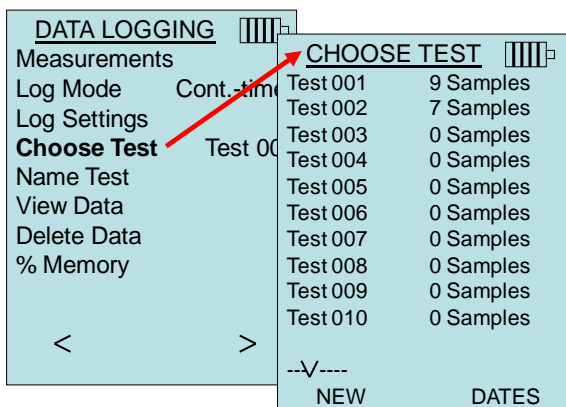 DATA LOGGING
Measurements
Log Mode Cont.-time
Log Settings
Choose Test Test 00
Name Test
View Data
Delete Data
% Memory
< >
CHOOSE TEST
Test 001 9 Samples
Test 002 7 Samples
Test 003 0 Samples
Test 004 0 Samples
Test 005 0 Samples
Test 006 0 Samples
Test 007 0 Samples
Test 008 0 Samples
Test 009 0 Samples
Test 010 0 Samples
--\/----
NEW DATES